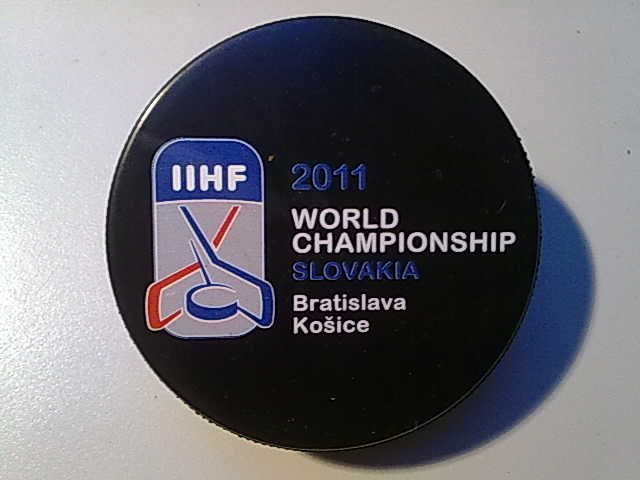 IIHF
2011
WORLD
CHAMPIONSHIP
SLOVAKIA
Bratislava
Košice